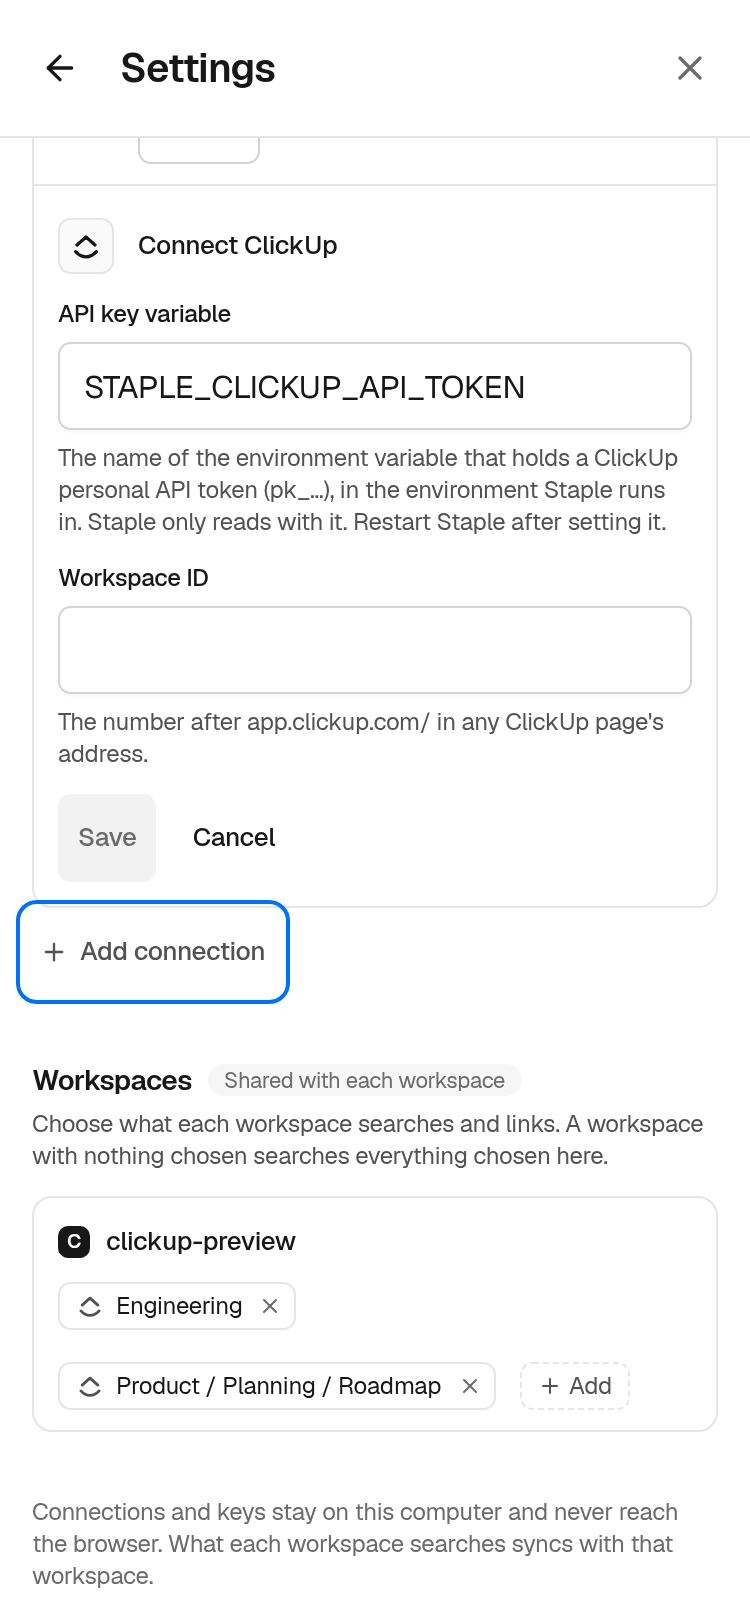 Settings
Connect ClickUp
API key variable
STAPLE_CLICKUP_API_TOKEN
The name of the environment variable that holds a ClickUp
personal API token (pk_…), in the environment Staple runs
in. Staple only reads with it. Restart Staple after setting it.
Workspace ID
The number after app.clickup.com/ in any ClickUp page's
address.
Save Cancel
+ Add connection
Workspaces Shared with each workspace
Choose what each workspace searches and links. A workspace
with nothing chosen searches everything chosen here.
C clickup-preview
Engineering
Product / Planning / Roadmap + Add
Connections and keys stay on this computer and never reach
the browser. What each workspace searches syncs with that
workspace.